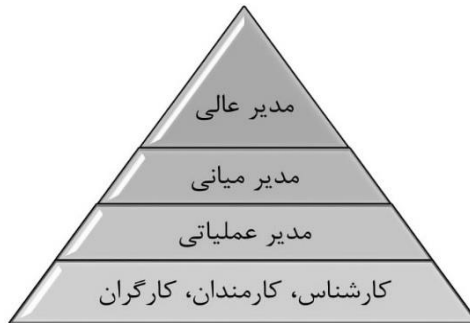 مدیر عالی
مدیر میانی
مدیر عملیاتی
کارشناس، کارمندان، کارگران